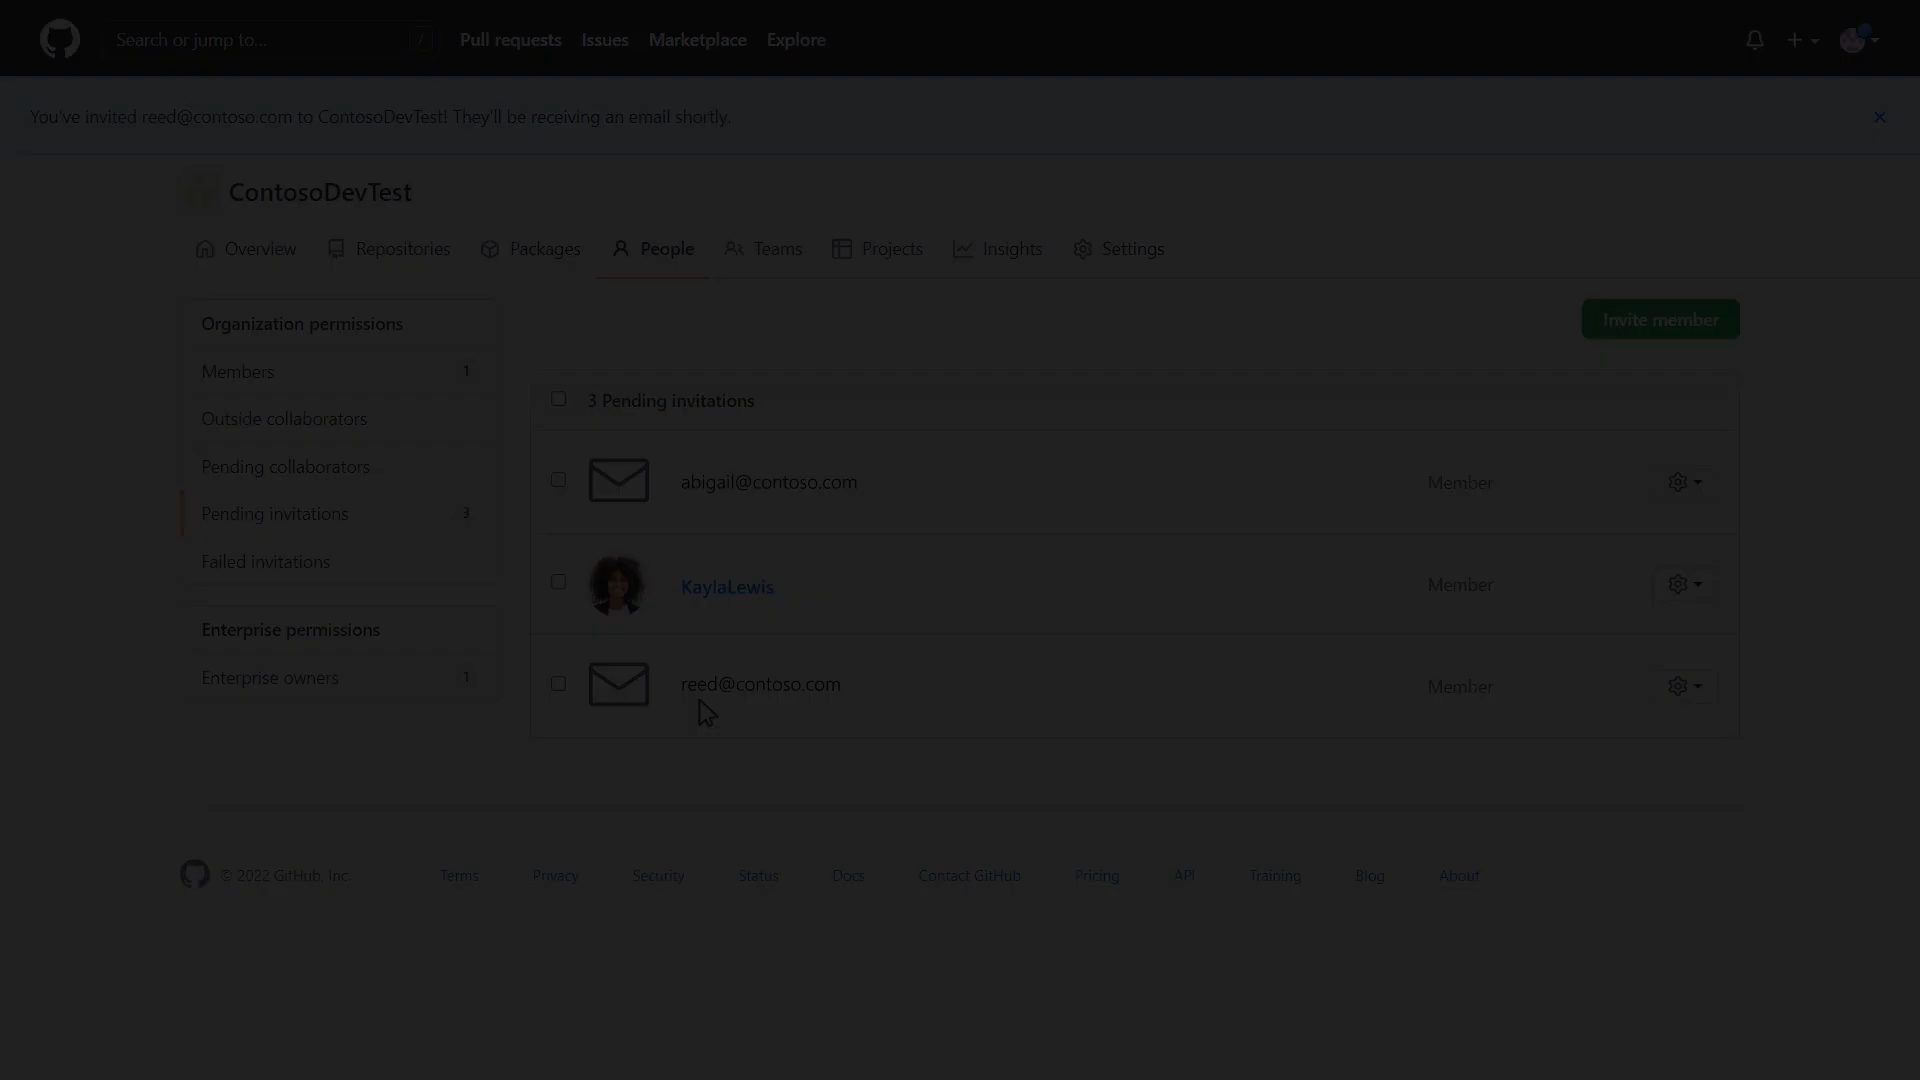 Search or jump to... /
Pull requests Issues Marketplace Explore
You've invited reed@contoso.com to ContosoDevTest! They'll be receiving an email shortly.
ContosoDevTest
Overview Repositories Packages People Teams Projects Insights Settings
Organization permissions
Members 1
Outside collaborators
Pending collaborators
Pending invitations 3
Failed invitations
Enterprise permissions
Enterprise owners 1
Invite member
3 Pending invitations
abigail@contoso.com Member
KaylaLewis Member
reed@contoso.com Member
© 2022 GitHub, Inc. Terms Privacy Security Status Docs Contact GitHub Pricing API Training Blog About